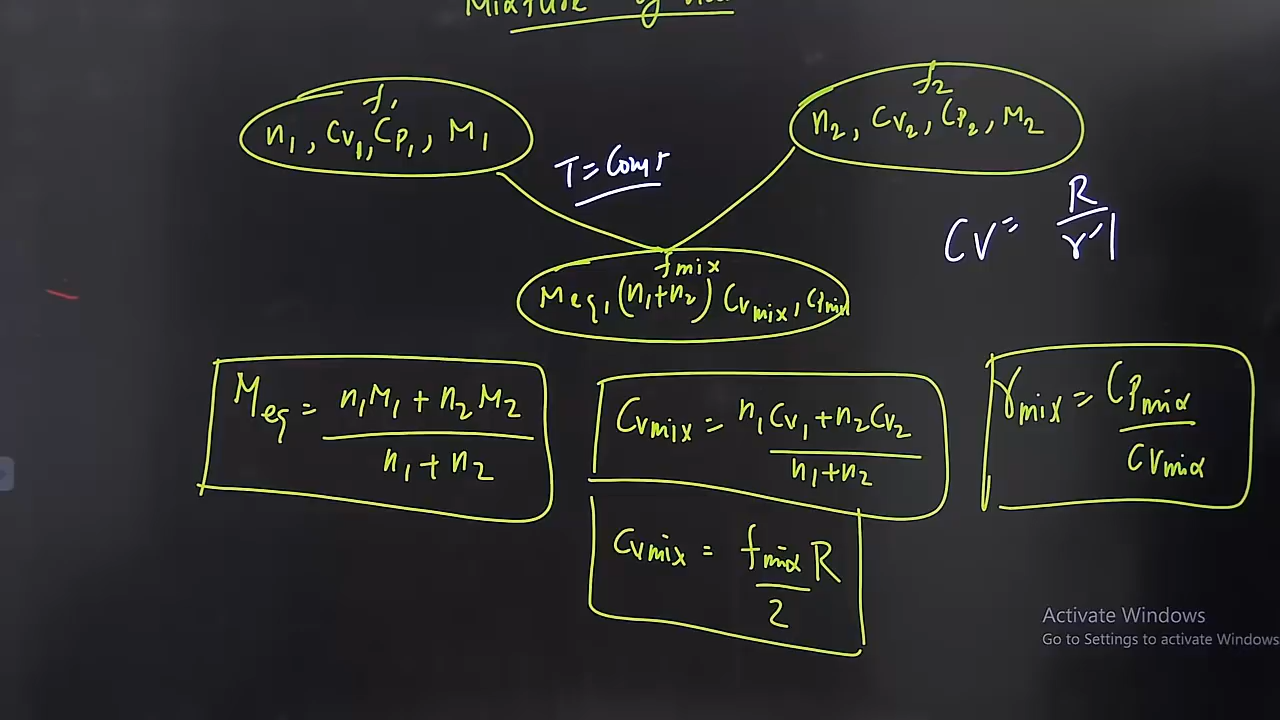 Mixture of
f₁
n₁, Cv₁, Cp₁, M₁
f₂
n₂, Cv₂, Cp₂, M₂
T = Const
Cv = R/γ-1
fmix
Meq, (n₁+n₂) Cvmix, Cpmix
Meq = n₁M₁ + n₂M₂ / n₁ + n₂
Cvmix = n₁Cv₁ + n₂Cv₂ / n₁+n₂
γmix = Cpmix / Cvmix
Cvmix = fmix/2 R
Activate Windows
Go to Settings to activate Windows